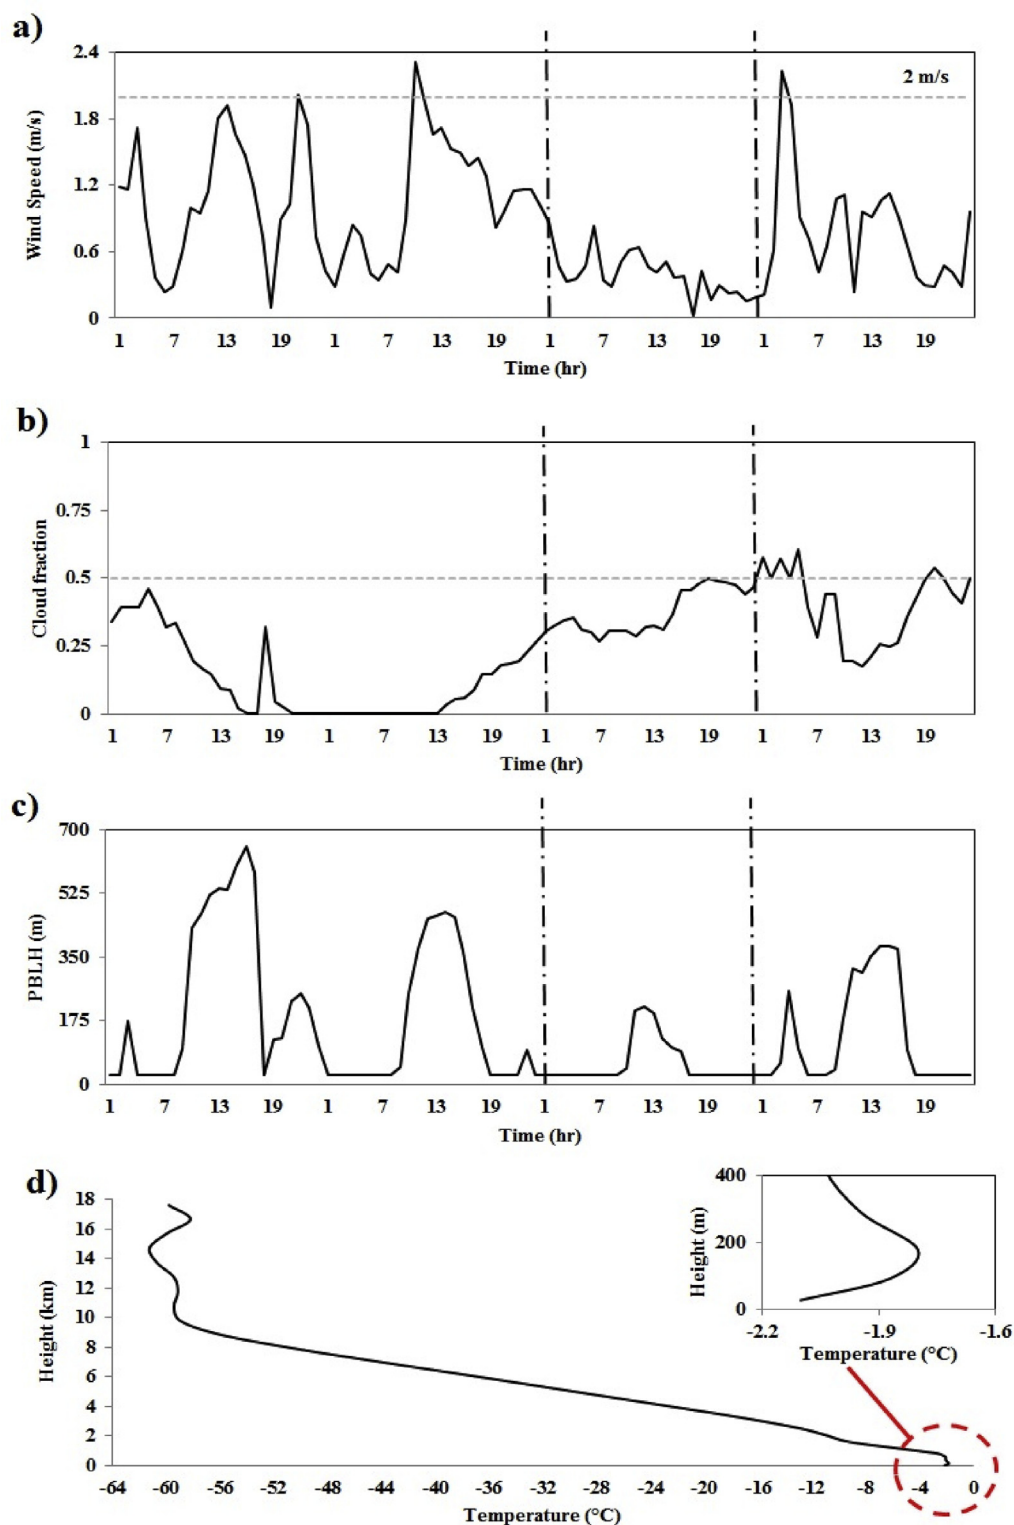 a)
2.4
1.8
1.2
0.6
0
Wind Speed (m/s)
2 m/s
1 7 13 19 1 7 13 19 1 7 13 19 1 7 13 19
Time (hr)
b)
1
0.75
0.5
0.25
0
Cloud fraction
1 7 13 19 1 7 13 19 1 7 13 19 1 7 13 19
Time (hr)
c)
700
525
350
175
0
PBLH (m)
1 7 13 19 1 7 13 19 1 7 13 19 1 7 13 19
Time (hr)
d)
18
16
14
12
10
8
6
4
2
0
Height (km)
-64 -60 -56 -52 -48 -44 -40 -36 -32 -28 -24 -20 -16 -12 -8 -4 0
Temperature (°C)
400
200
0
Height (m)
-2.2 -1.9 -1.6
Temperature (°C)